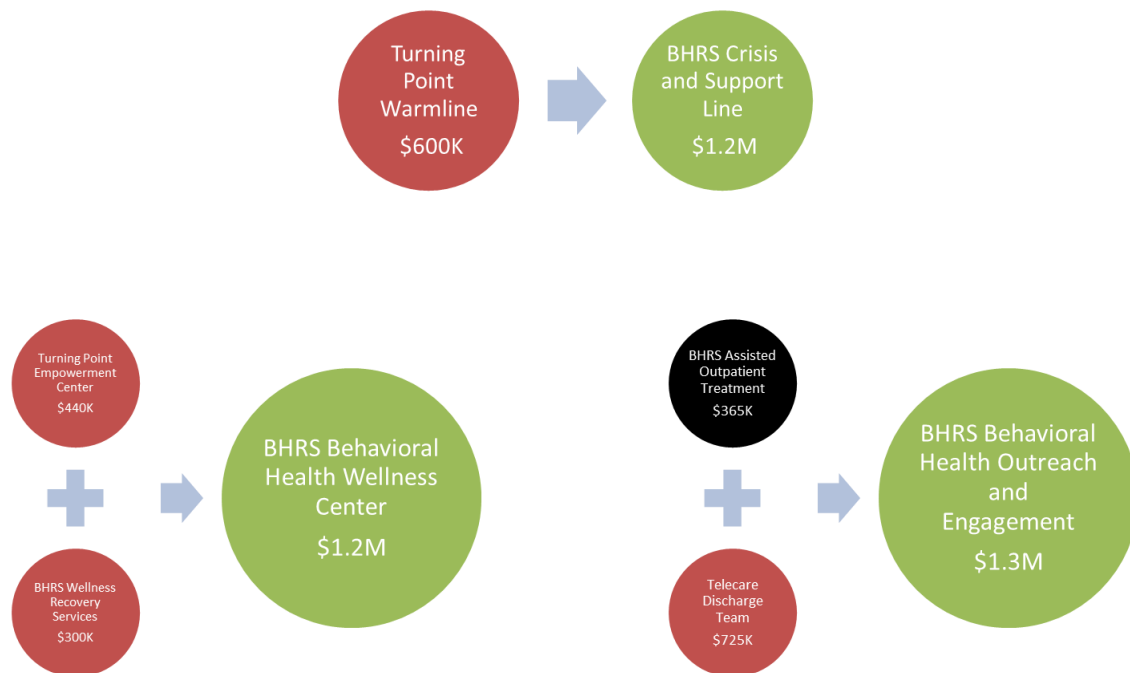 Turning
Point
Warmline
$600K
BHRS Crisis
and Support
Line
$1.2M
Turning Point
Empowerment
Center
$440K
BHRS Wellness
Recovery
Services
$300K
BHRS Behavioral
Health Wellness
Center
$1.2M
BHRS Assisted
Outpatient
Treatment
$365K
Telecare
Discharge
Team
$725K
BHRS Behavioral
Health Outreach
and
Engagement
$1.3M